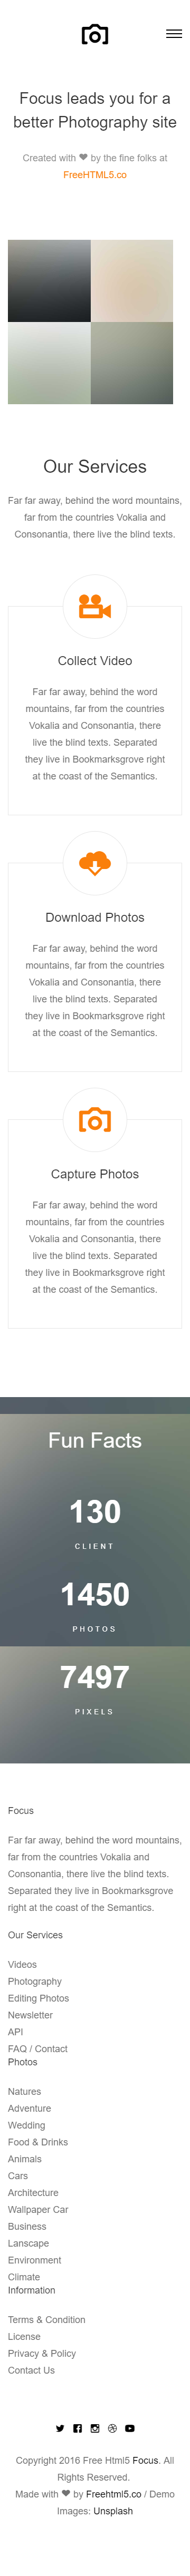 Focus leads you for a
better Photography site
Created with ❤ by the fine folks at
FreeHTML5.co
Our Services
Far far away, behind the word mountains,
far from the countries Vokalia and
Consonantia, there live the blind texts.
Collect Video
Far far away, behind the word
mountains, far from the countries
Vokalia and Consonantia, there
live the blind texts. Separated
they live in Bookmarksgrove right
at the coast of the Semantics.
Download Photos
Far far away, behind the word
mountains, far from the countries
Vokalia and Consonantia, there
live the blind texts. Separated
they live in Bookmarksgrove right
at the coast of the Semantics.
Capture Photos
Far far away, behind the word
mountains, far from the countries
Vokalia and Consonantia, there
live the blind texts. Separated
they live in Bookmarksgrove right
at the coast of the Semantics.
Fun Facts
130
CLIENT
1450
PHOTOS
7497
PIXELS
Focus
Far far away, behind the word mountains,
far from the countries Vokalia and
Consonantia, there live the blind texts.
Separated they live in Bookmarksgrove
right at the coast of the Semantics.
Our Services
Videos
Photography
Editing Photos
Newsletter
API
FAQ / Contact
Photos
Natures
Adventure
Wedding
Food & Drinks
Animals
Cars
Architecture
Wallpaper Car
Business
Lanscape
Environment
Climate
Information
Terms & Condition
License
Privacy & Policy
Contact Us
Copyright 2016 Free Html5 Focus. All
Rights Reserved.
Made with ❤ by Freehtml5.co / Demo
Images: Unsplash